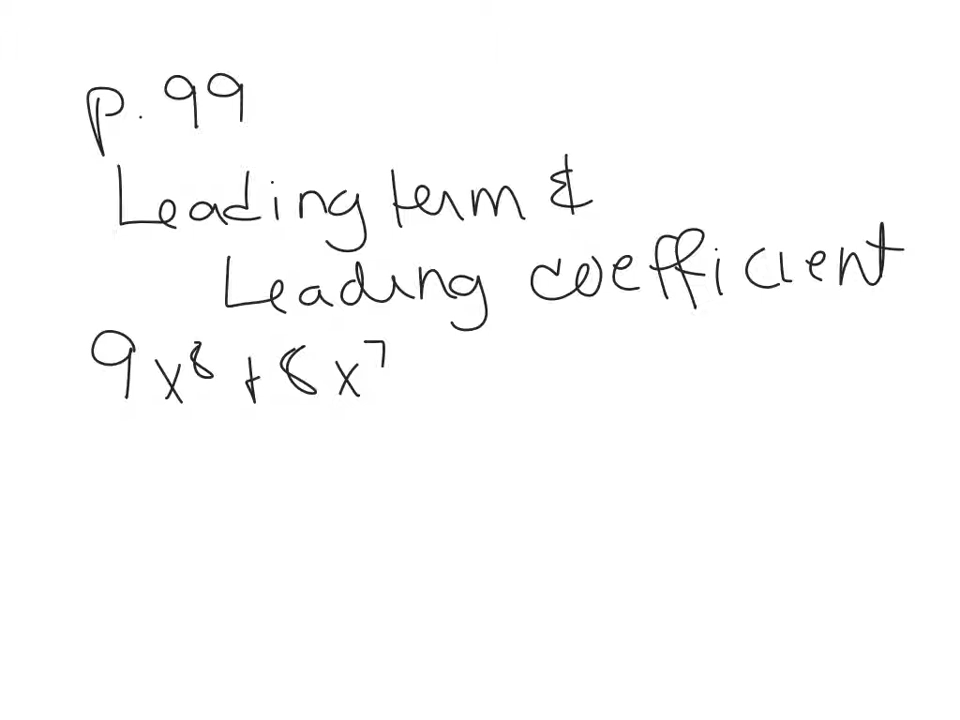 p. 99
Leading term &
Leading coefficient
9x⁸ + 8x⁷